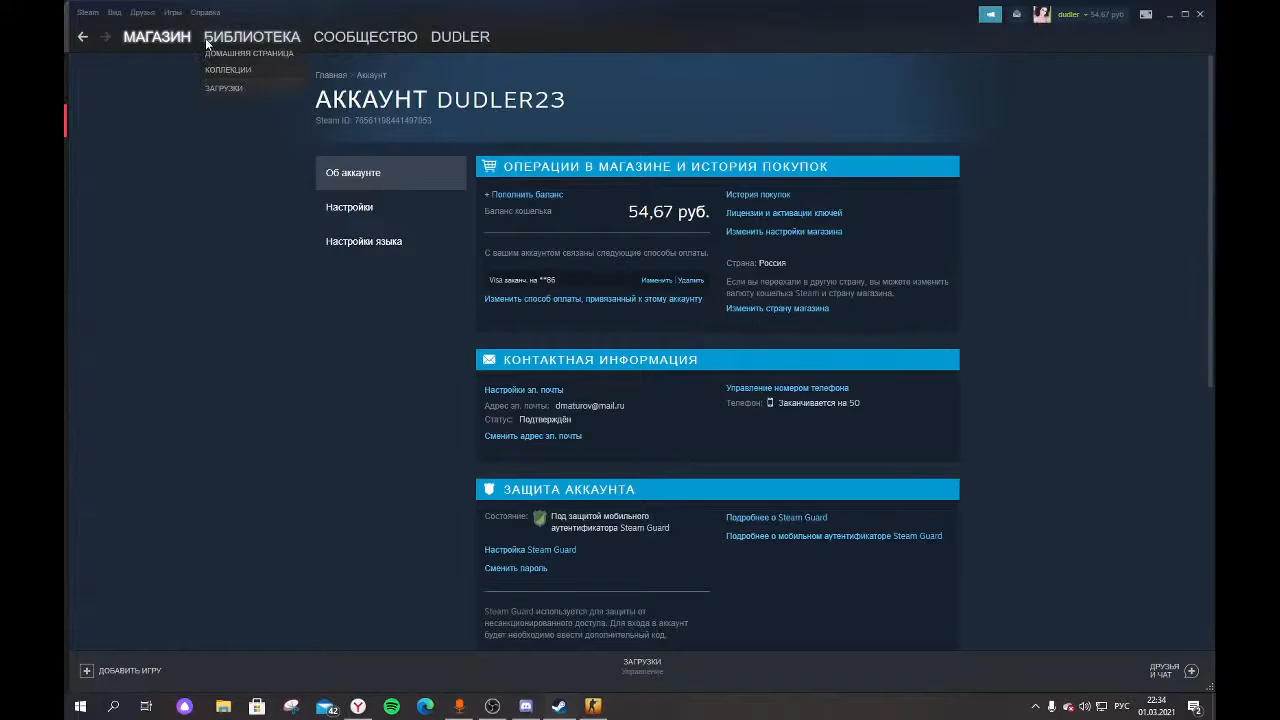 Steam Вид Друзья Игры Справка
dudler 54,67 руб
МАГАЗИН БИБЛИОТЕКА СООБЩЕСТВО DUDLER
ДОМАШНЯЯ СТРАНИЦА
КОЛЛЕКЦИИ
ЗАГРУЗКИ
Главная > Аккаунт
АККАУНТ DUDLER23
Steam ID: 76561198441497853
Об аккаунте
Настройки
Настройки языка
ОПЕРАЦИИ В МАГАЗИНЕ И ИСТОРИЯ ПОКУПОК
+ Пополнить баланс
Баланс кошелька 54,67 руб.
С вашим аккаунтом связаны следующие способы оплаты.
Visa законч. на **86 Изменить | Удалить
Изменить способ оплаты, привязанный к этому аккаунту
История покупок
Лицензии и активации ключей
Изменить настройки магазина
Страна: Россия
Если вы переехали в другую страну, вы можете изменить
валюту кошелька Steam и страну магазина.
Изменить страну магазина
КОНТАКТНАЯ ИНФОРМАЦИЯ
Настройки эл. почты
Адрес эл. почты: dmaturov@mail.ru
Статус: Подтверждён
Сменить адрес эл. почты
Управление номером телефона
Телефон: Заканчивается на 50
ЗАЩИТА АККАУНТА
Состояние: Под защитой мобильного
аутентификатора Steam Guard
Настройка Steam Guard
Сменить пароль
Steam Guard используется для защиты от
несанкционированного доступа. Для входа в аккаунт
будет необходимо ввести дополнительный код.
Подробнее о Steam Guard
Подробнее о мобильном аутентификаторе Steam Guard
ДОБАВИТЬ ИГРУ
ЗАГРУЗКИ
Управление
ДРУЗЬЯ
И ЧАТ
42
РУС
22:34
01.03.2021